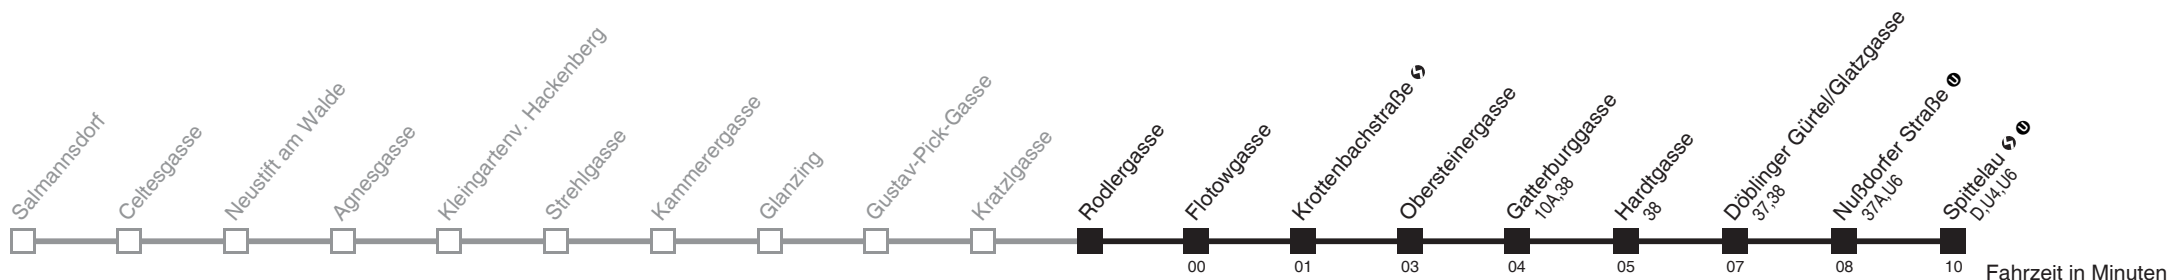 Salmannsdorf
Celtesgasse
Neustift am Walde
Agnesgasse
Kleingartenv. Hackenberg
Strehlgasse
Kammerergasse
Glanzing
Gustav-Pick-Gasse
Kratzlgasse
Rodlergasse
Flotowgasse
Krottenbachstraße S
Obersteinergasse
Gatterburggasse
10A,38
Hardtgasse
38
Döblinger Gürtel/Glatzgasse
37,38
Nußdorfer Straße U
37A,U6
Spittelau S U
D,U4,U6
00 01 03 04 05 07 08 10 Fahrzeit in Minuten